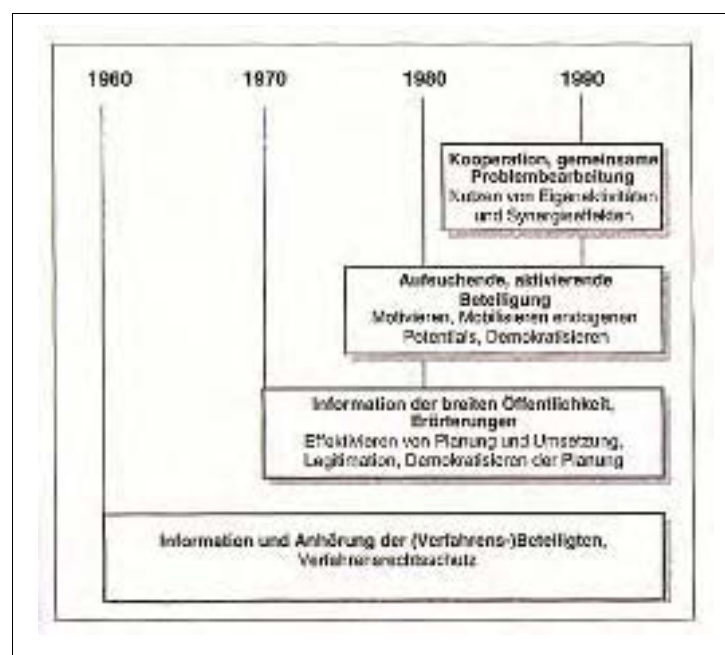 1960 1970 1980 1990
Kooperation, gemeinsame
Problembearbeitung
Nutzen von Eigenaktivitäten
und Synergieeffekten
Aufsuchende, aktivierende
Beteiligung
Motivieren, Mobilisieren endogenen
Potentials, Demokratisieren
Information der breiten Öffentlichkeit,
Erörterungen
Effektivieren von Planung und Umsetzung,
Legitimation, Demokratisieren der Planung
Information und Anhörung der (Verfahrens-)Beteiligten,
Verfahrensrechtsschutz